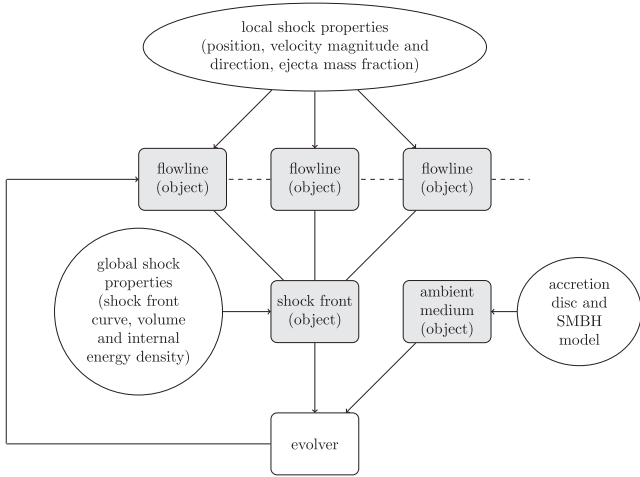 local shock properties
(position, velocity magnitude and
direction, ejecta mass fraction)
flowline
(object)
flowline
(object)
flowline
(object)
global shock
properties
(shock front
curve, volume
and internal
energy density)
shock front
(object)
ambient
medium
(object)
accretion
disc and
SMBH
model
evolver